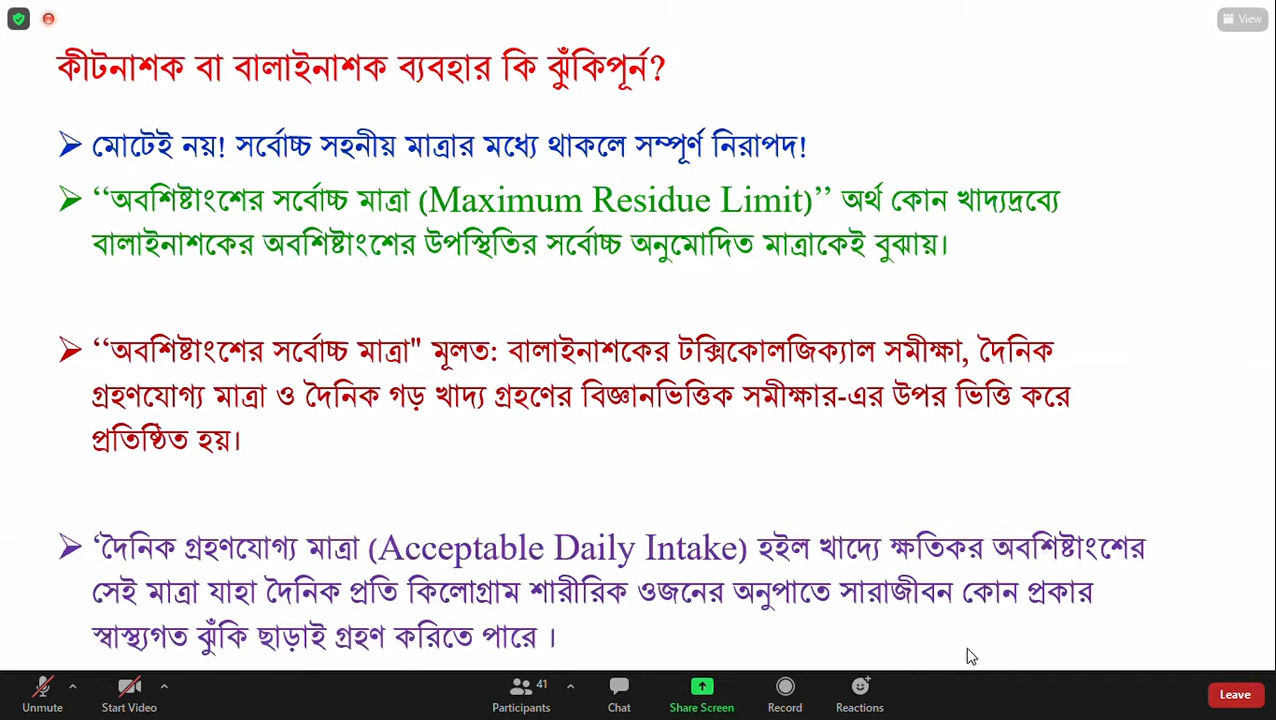 View
কীটনাশক বা বালাইনাশক ব্যবহার কি ঝুঁকিপূর্ন?
➢ মোটেই নয়! সর্বোচ্চ সহনীয় মাত্রার মধ্যে থাকলে সম্পূর্ণ নিরাপদ!
➢ ‘‘অবশিষ্টাংশের সর্বোচ্চ মাত্রা (Maximum Residue Limit)’’ অর্থ কোন খাদ্যদ্রব্যে
বালাইনাশকের অবশিষ্টাংশের উপস্থিতির সর্বোচ্চ অনুমোদিত মাত্রাকেই বুঝায়।
➢ ‘‘অবশিষ্টাংশের সর্বোচ্চ মাত্রা" মূলত: বালাইনাশকের টক্সিকোলজিক্যাল সমীক্ষা, দৈনিক
গ্রহণযোগ্য মাত্রা ও দৈনিক গড় খাদ্য গ্রহণের বিজ্ঞানভিত্তিক সমীক্ষার-এর উপর ভিত্তি করে
প্রতিষ্ঠিত হয়।
➢ ‘দৈনিক গ্রহণযোগ্য মাত্রা (Acceptable Daily Intake) হইল খাদ্যে ক্ষতিকর অবশিষ্টাংশের
সেই মাত্রা যাহা দৈনিক প্রতি কিলোগ্রাম শারীরিক ওজনের অনুপাতে সারাজীবন কোন প্রকার
স্বাস্থ্যগত ঝুঁকি ছাড়াই গ্রহণ করিতে পারে ।
41
Unmute Start Video Participants Chat Share Screen Record Reactions Leave